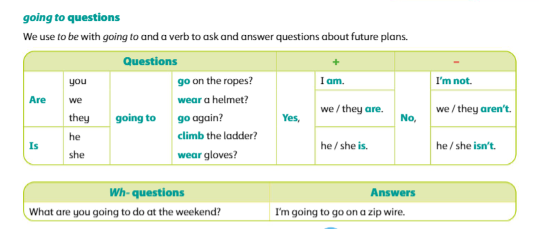 going to questions
We use to be with going to and a verb to ask and answer questions about future plans.
Questions + −
you go on the ropes? I am. I'm not.
Are we wear a helmet? we / they are. we / they aren't.
they going to go again? Yes, No,
he climb the ladder?
Is she wear gloves? he / she is. he / she isn't.
Wh- questions Answers
What are you going to do at the weekend? I'm going to go on a zip wire.